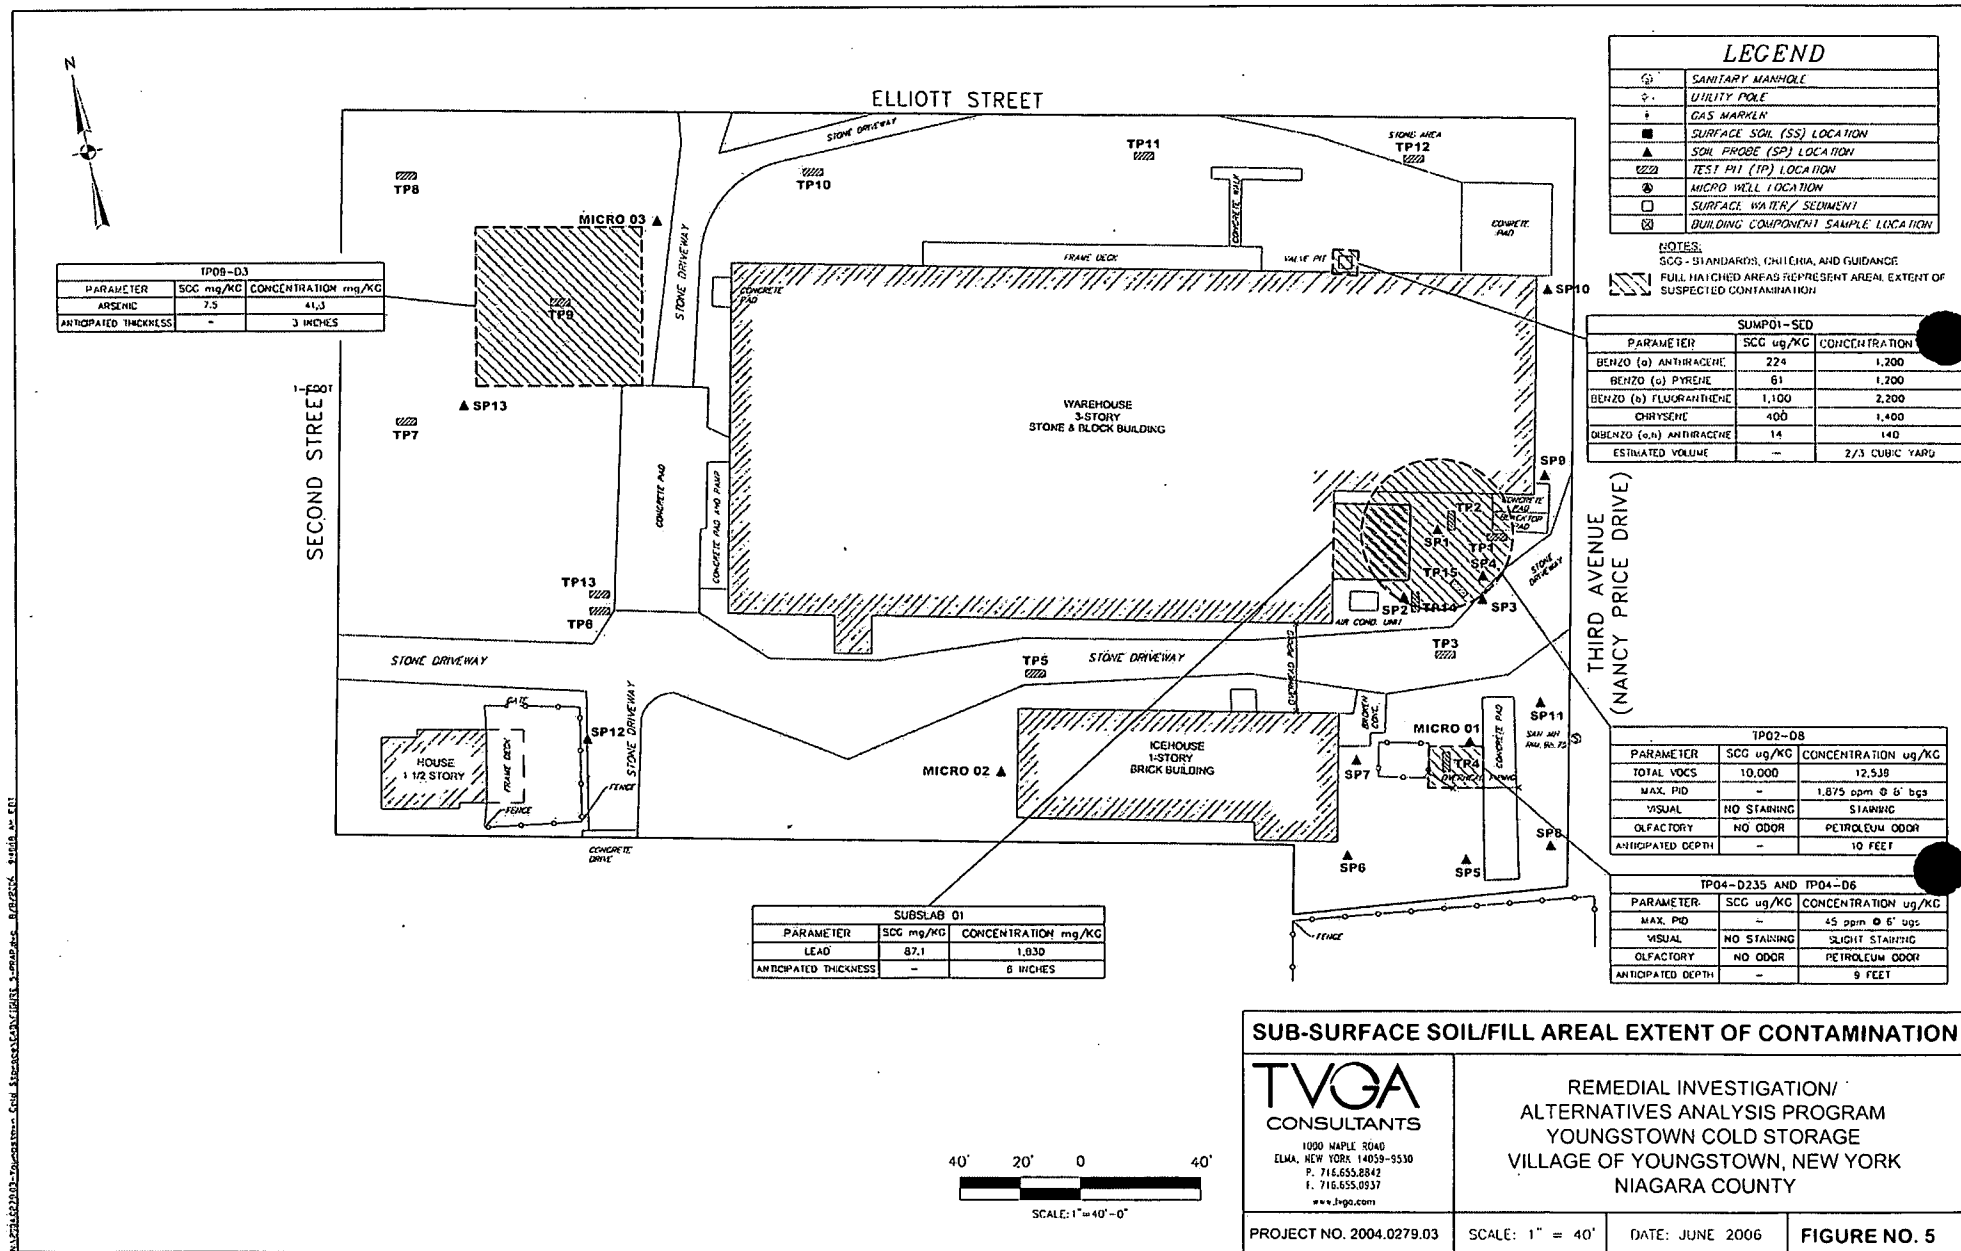 N
ELLIOTT STREET
STONE DRIVEWAY
STONE AREA
TP8
TP10
TP11
TP12
MICRO 03
STONE DRIVEWAY
CONCRETE WALK
CONCRETE PAD
FRAME DECK
VALVE PIT
CONCRETE PAD
SP10
TP9
1-FOOT
SP13
TP7
SECOND STREET
WAREHOUSE
3-STORY
STONE & BLOCK BUILDING
CONCRETE PAD
CONCRETE PAD AND RAMP
SP9
CONCRETE PAD
BLACKTOP PAD
TP2
SP1
TP1
SP4
TP15
SP2
TP14
SP3
STONE DRIVEWAY
AIR COND. UNIT
THIRD AVENUE
(NANCY PRICE DRIVE)
TP13
TP6
STONE DRIVEWAY
TP5
STONE DRIVEWAY
OVERHEAD WIRES
TP3
GATE
SP12
STONE DRIVEWAY
HOUSE
1 1/2 STORY
FRAME DECK
FENCE
FENCE
CONCRETE DRIVE
MICRO 02
ICEHOUSE
1-STORY
BRICK BUILDING
BROKEN CONC.
SP7
MICRO 01
TP4
CONCRETE PAD
SP11
SAN MH
SP6
SP5
SP8
FENCE
LEGEND
SANITARY MANHOLE
UTILITY POLE
GAS MARKER
SURFACE SOIL (SS) LOCATION
SOIL PROBE (SP) LOCATION
TEST PIT (TP) LOCATION
MICRO WELL LOCATION
SURFACE WATER/ SEDIMENT
BUILDING COMPONENT SAMPLE LOCATION
NOTES:
SCG - STANDARDS, CRITERIA, AND GUIDANCE
FULL HATCHED AREAS REPRESENT AREAL EXTENT OF
SUSPECTED CONTAMINATION
TP09-D3
PARAMETER SCG mg/KG CONCENTRATION mg/KG
ARSENIC 7.5 41.3
ANTICIPATED THICKNESS - 3 INCHES
SUMP01-SED
PARAMETER SCG ug/KG CONCENTRATION
BENZO (a) ANTHRACENE 224 1,200
BENZO (a) PYRENE 61 1,200
BENZO (b) FLUORANTHENE 1,100 2,200
CHRYSENE 400 1,400
DIBENZO (a,h) ANTHRACENE 14 140
ESTIMATED VOLUME - 2/3 CUBIC YARD
TP02-D8
PARAMETER SCG ug/KG CONCENTRATION ug/KG
TOTAL VOCS 10,000 12,539
MAX. PID - 1,875 ppm @ 8' bgs
VISUAL NO STAINING STAINING
OLFACTORY NO ODOR PETROLEUM ODOR
ANTICIPATED DEPTH - 10 FEET
TP04-D235 AND TP04-D6
PARAMETER SCG ug/KG CONCENTRATION ug/KG
MAX. PID - 45 ppm @ 6' bgs
VISUAL NO STAINING SLIGHT STAINING
OLFACTORY NO ODOR PETROLEUM ODOR
ANTICIPATED DEPTH - 9 FEET
SUBSLAB 01
PARAMETER SCG mg/KG CONCENTRATION mg/KG
LEAD 87.1 1,830
ANTICIPATED THICKNESS - 6 INCHES
40' 20' 0 40'
SCALE: 1"=40'-0"
SUB-SURFACE SOIL/FILL AREAL EXTENT OF CONTAMINATION
TVGA
CONSULTANTS
1000 MAPLE ROAD
ELMA, NEW YORK 14059-9530
P. 716.655.8842
F. 716.655.0937
www.tvga.com
REMEDIAL INVESTIGATION/
ALTERNATIVES ANALYSIS PROGRAM
YOUNGSTOWN COLD STORAGE
VILLAGE OF YOUNGSTOWN, NEW YORK
NIAGARA COUNTY
PROJECT NO. 2004.0279.03
SCALE: 1" = 40'
DATE: JUNE 2006
FIGURE NO. 5